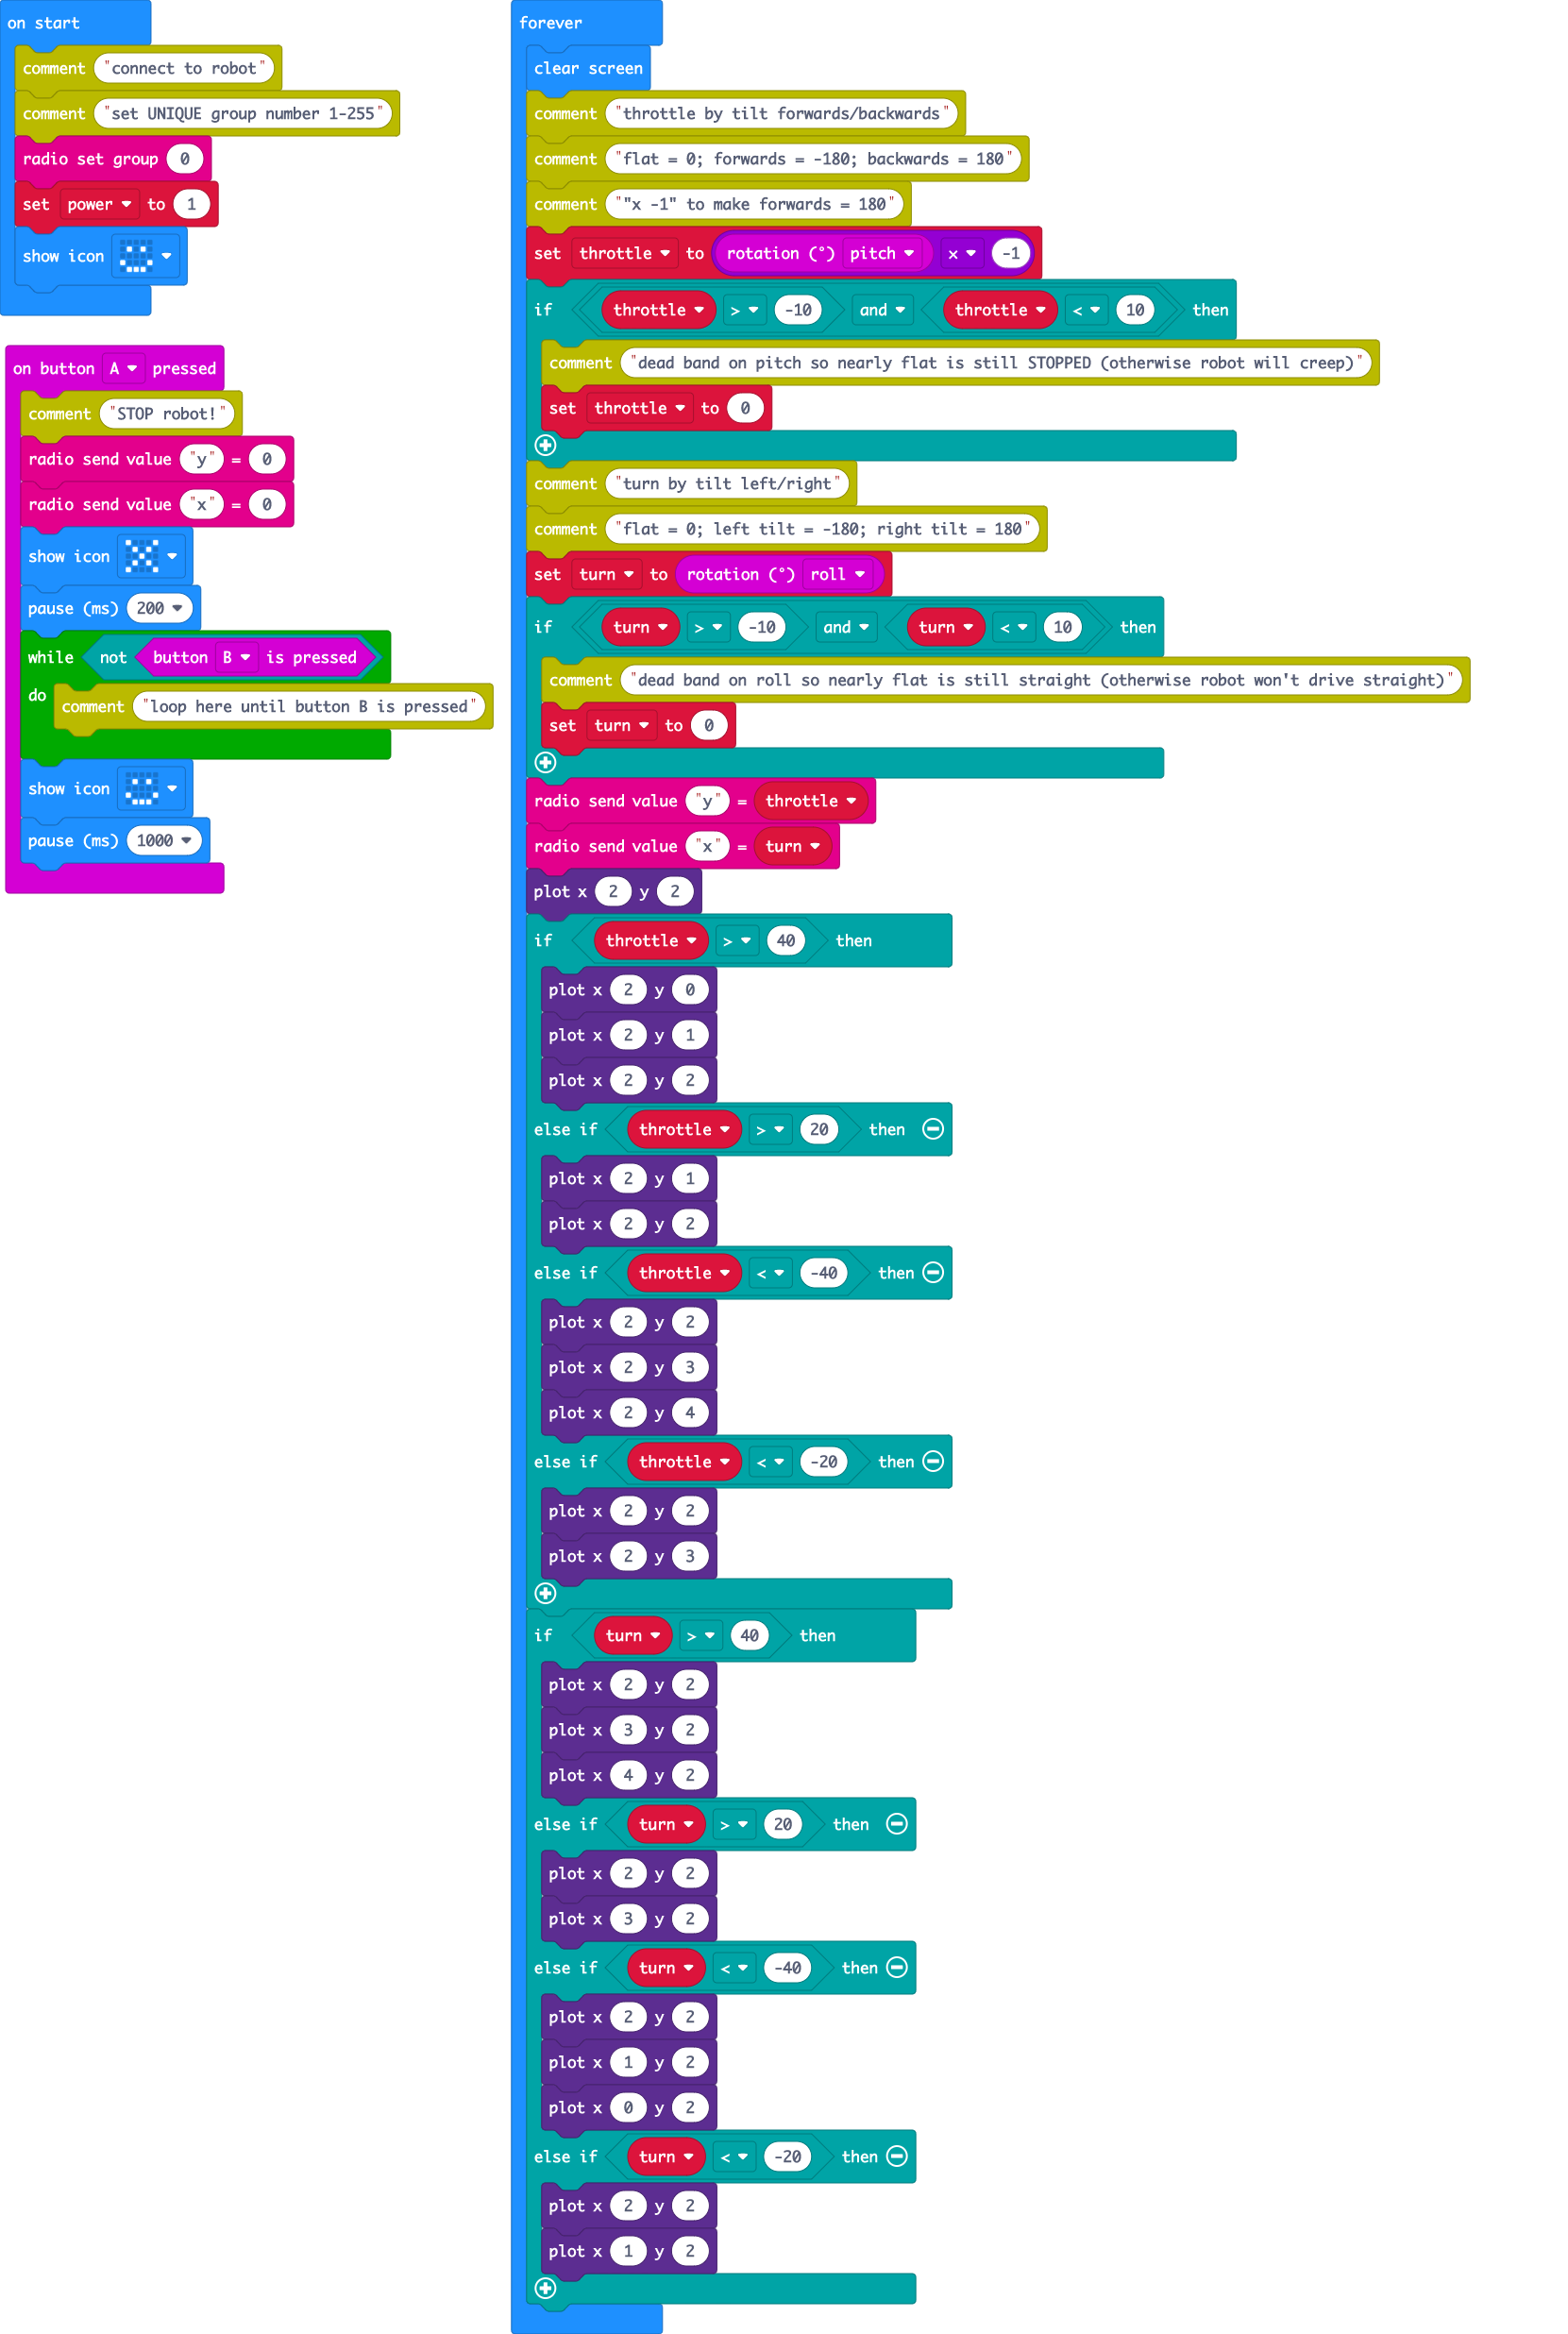 on start
comment "connect to robot"
comment "set UNIQUE group number 1-255"
radio set group 0
set power to 1
show icon
on button A pressed
comment "STOP robot!"
radio send value "y" = 0
radio send value "x" = 0
show icon
pause (ms) 200
while not button B is pressed
do
comment "loop here until button B is pressed"
show icon
pause (ms) 1000
forever
clear screen
comment "throttle by tilt forwards/backwards"
comment "flat = 0; forwards = -180; backwards = 180"
comment ""x -1" to make forwards = 180"
set throttle to rotation (°) pitch × -1
if throttle > -10 and throttle < 10 then
comment "dead band on pitch so nearly flat is still STOPPED (otherwise robot will creep)"
set throttle to 0
comment "turn by tilt left/right"
comment "flat = 0; left tilt = -180; right tilt = 180"
set turn to rotation (°) roll
if turn > -10 and turn < 10 then
comment "dead band on roll so nearly flat is still straight (otherwise robot won't drive straight)"
set turn to 0
radio send value "y" = throttle
radio send value "x" = turn
plot x 2 y 2
if throttle > 40 then
plot x 2 y 0
plot x 2 y 1
plot x 2 y 2
else if throttle > 20 then
plot x 2 y 1
plot x 2 y 2
else if throttle < -40 then
plot x 2 y 2
plot x 2 y 3
plot x 2 y 4
else if throttle < -20 then
plot x 2 y 2
plot x 2 y 3
if turn > 40 then
plot x 2 y 2
plot x 3 y 2
plot x 4 y 2
else if turn > 20 then
plot x 2 y 2
plot x 3 y 2
else if turn < -40 then
plot x 2 y 2
plot x 1 y 2
plot x 0 y 2
else if turn < -20 then
plot x 2 y 2
plot x 1 y 2